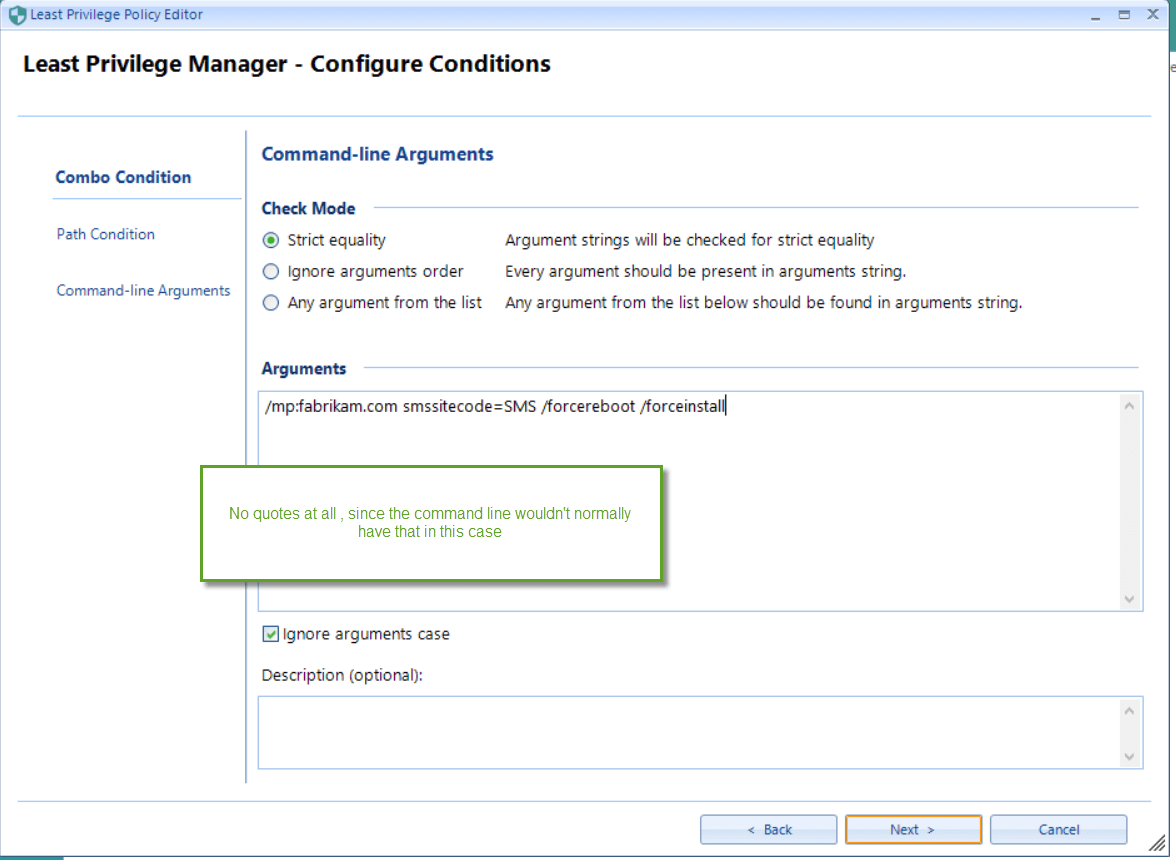 Least Privilege Policy Editor
Least Privilege Manager - Configure Conditions
Combo Condition
Path Condition
Command-line Arguments
Command-line Arguments
Check Mode
Strict equality Argument strings will be checked for strict equality
Ignore arguments order Every argument should be present in arguments string.
Any argument from the list Any argument from the list below should be found in arguments string.
Arguments
/mp:fabrikam.com smssitecode=SMS /forcereboot /forceinstall
No quotes at all , since the command line wouldn't normally
have that in this case
Ignore arguments case
Description (optional):
< Back Next > Cancel